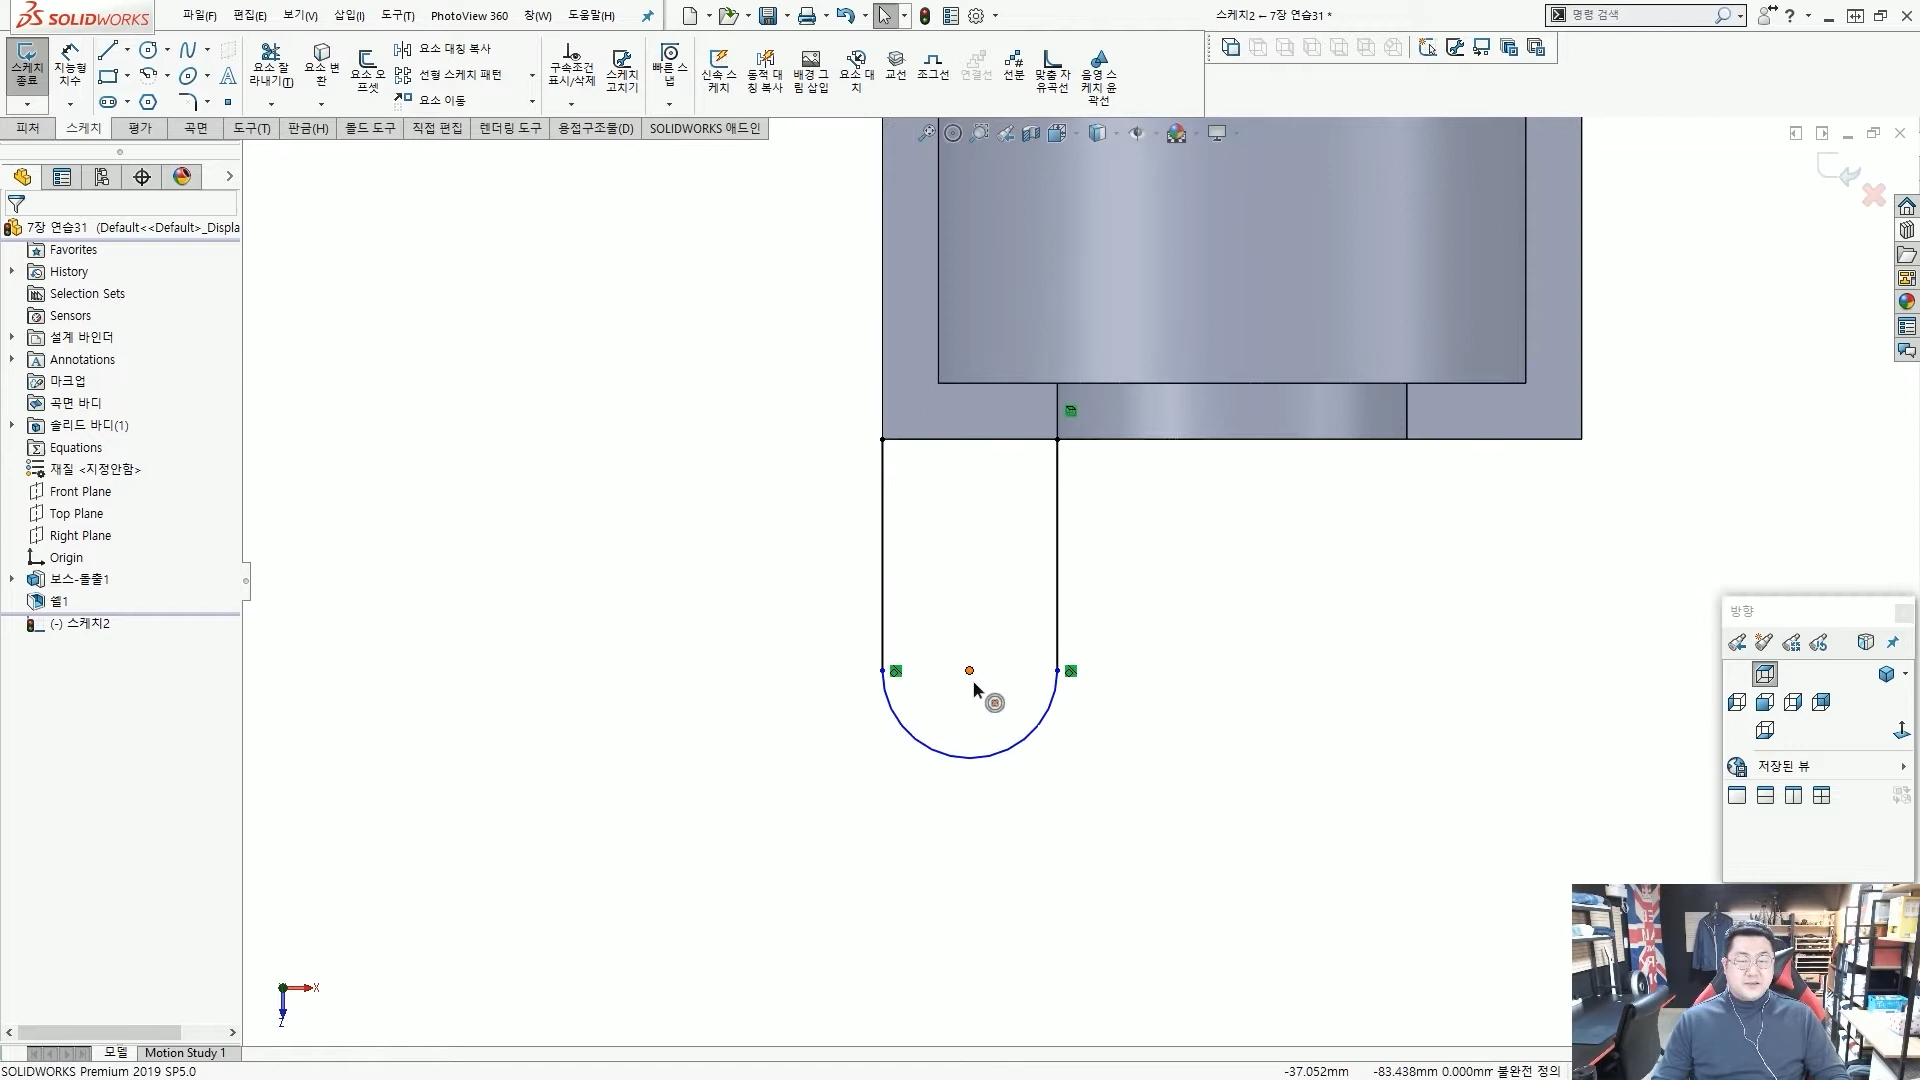 SOLIDWORKS
파일(F)
편집(E)
보기(V)
삽입(I)
도구(T)
PhotoView 360
창(W)
도움말(H)
스케치2 ← 7장 연습31 *
명령 검색
스케치 종료
지능형 치수
요소 잘라내기(T)
요소 변환
요소 오프셋
요소 대칭 복사
선형 스케치 패턴
요소 이동
구속조건 표시/삭제
스케치 고치기
빠른 스냅
신속 스케치
동적 대칭 복사
배경 그림 삽입
요소 대치
교선
조그선
연결선
선분
맞춤 자유곡선
음영 스케치 윤곽선
피처
스케치
평가
곡면
도구(T)
판금(H)
몰드 도구
직접 편집
렌더링 도구
용접구조물(D)
SOLIDWORKS 애드인
7장 연습31 (Default<<Default>_Displa
Favorites
History
Selection Sets
Sensors
설계 바인더
Annotations
마크업
곡면 바디
솔리드 바디(1)
Equations
재질 <지정안함>
Front Plane
Top Plane
Right Plane
Origin
보스-돌출1
쉘1
(-) 스케치2
방향
저장된 뷰
X
Z
모델
Motion Study 1
SOLIDWORKS Premium 2019 SP5.0
-37.052mm
-83.438mm 0.000mm 불완전 정의